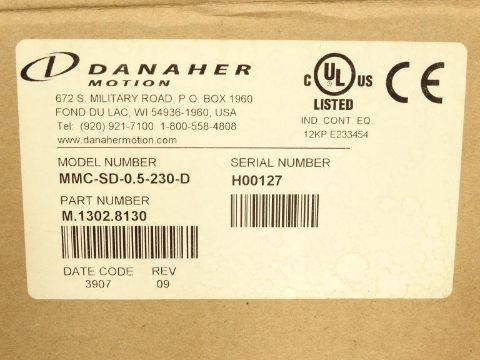 DANAHER
MOTION
672 S. MILITARY ROAD, P.O. BOX 1960
FOND DU LAC, WI 54936-1960, USA
Tel: (920) 921-7100 1-800-558-4808
www.danahermotion.com
C UL US
LISTED
IND. CONT. EQ.
12KP E233454
CE
MODEL NUMBER
MMC-SD-0.5-230-D
SERIAL NUMBER
H00127
PART NUMBER
M.1302.8130
DATE CODE REV
3907 09